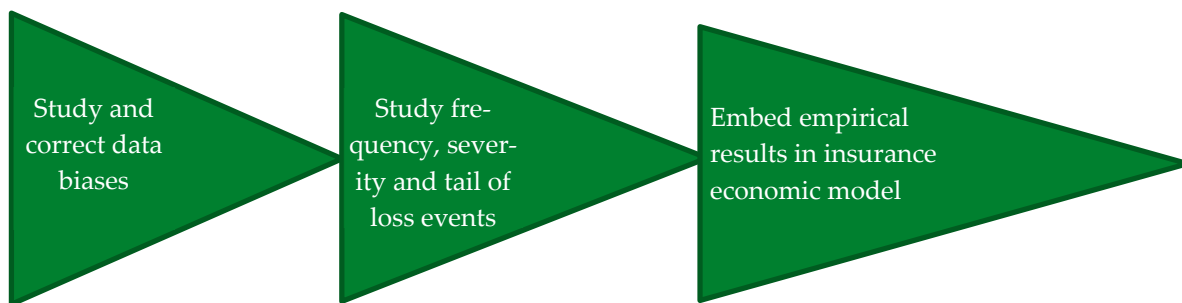 Study and
correct data
biases
Study fre-
quency, sever-
ity and tail of
loss events
Embed empirical
results in insurance
economic model